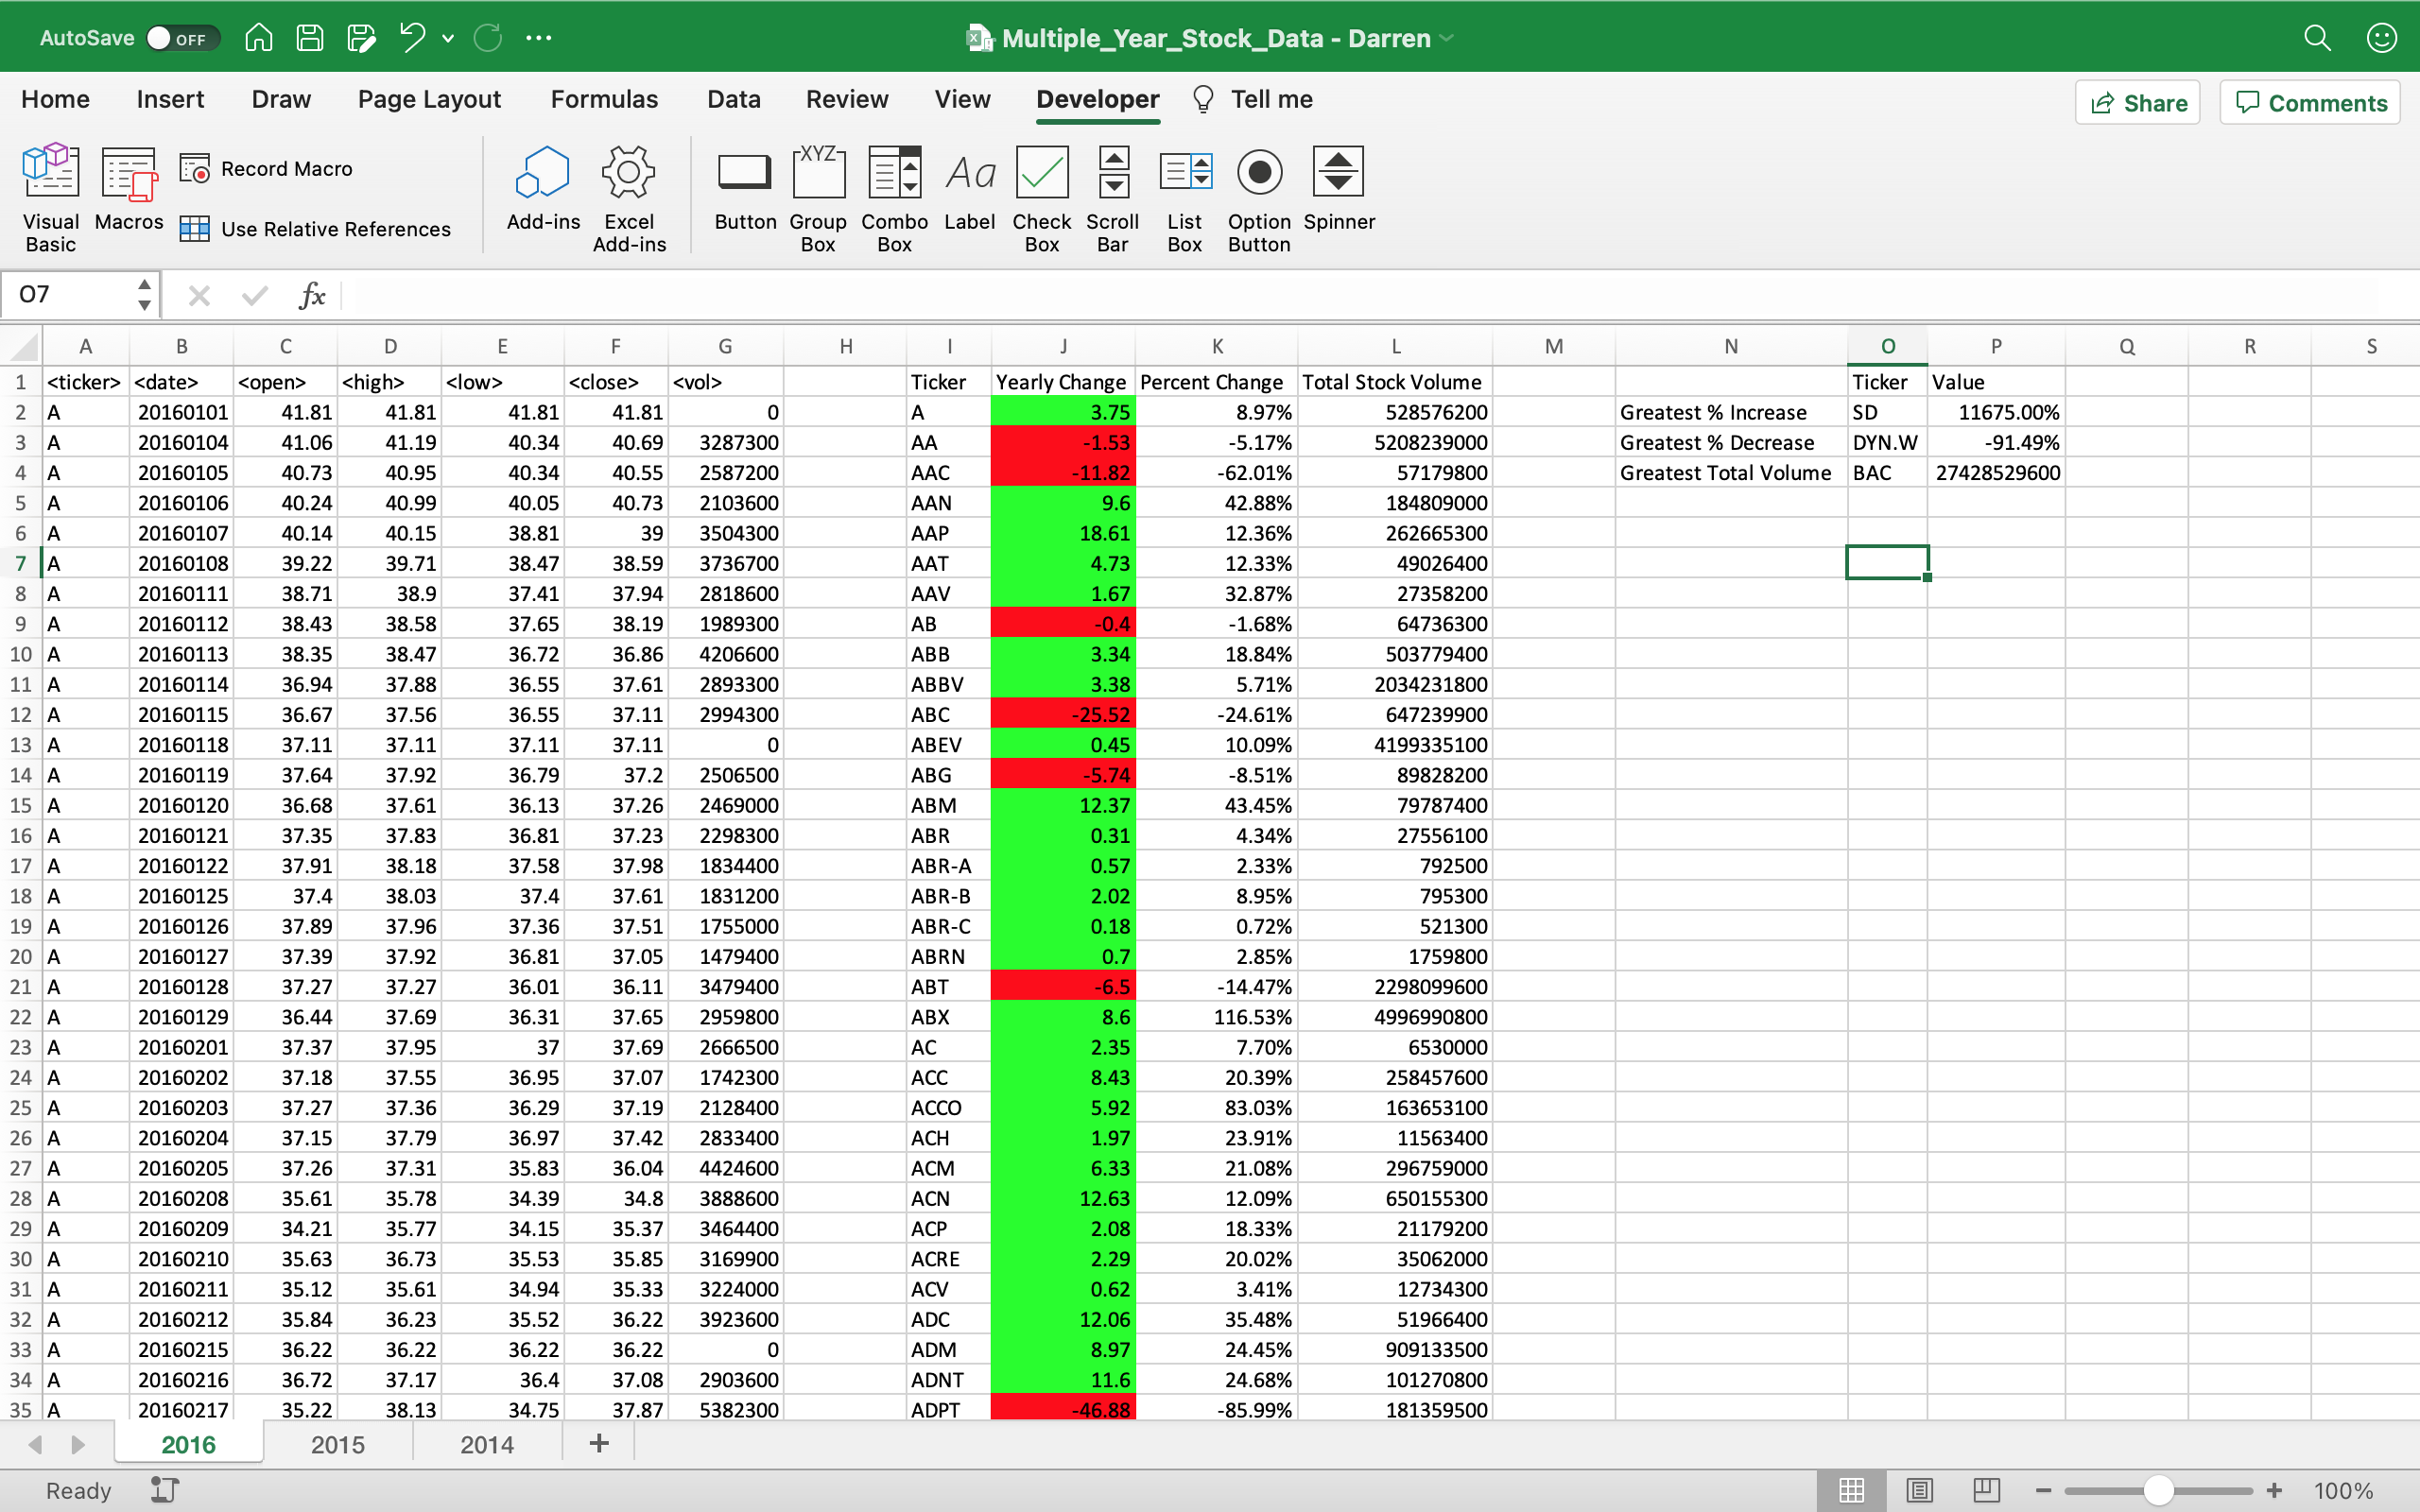 AutoSave OFF Multiple_Year_Stock_Data - Darren
Home Insert Draw Page Layout Formulas Data Review View Developer Tell me Share Comments
Visual Basic Macros Record Macro Use Relative References Add-ins Excel Add-ins Button XYZ Group Box Combo Box Aa Label Check Box Scroll Bar List Box Option Button Spinner
O7 fx
A B C D E F G H I J K L M N O P Q R S
1 <ticker> <date> <open> <high> <low> <close> <vol> Ticker Yearly Change Percent Change Total Stock Volume Ticker Value
2 A 20160101 41.81 41.81 41.81 41.81 0 A 3.75 8.97% 528576200 Greatest % Increase SD 11675.00%
3 A 20160104 41.06 41.19 40.34 40.69 3287300 AA -1.53 -5.17% 5208239000 Greatest % Decrease DYN.W -91.49%
4 A 20160105 40.73 40.95 40.34 40.55 2587200 AAC -11.82 -62.01% 57179800 Greatest Total Volume BAC 27428529600
5 A 20160106 40.24 40.99 40.05 40.73 2103600 AAN 9.6 42.88% 184809000
6 A 20160107 40.14 40.15 38.81 39 3504300 AAP 18.61 12.36% 262665300
7 A 20160108 39.22 39.71 38.47 38.59 3736700 AAT 4.73 12.33% 49026400
8 A 20160111 38.71 38.9 37.41 37.94 2818600 AAV 1.67 32.87% 27358200
9 A 20160112 38.43 38.58 37.65 38.19 1989300 AB -0.4 -1.68% 64736300
10 A 20160113 38.35 38.47 36.72 36.86 4206600 ABB 3.34 18.84% 503779400
11 A 20160114 36.94 37.88 36.55 37.61 2893300 ABBV 3.38 5.71% 2034231800
12 A 20160115 36.67 37.56 36.55 37.11 2994300 ABC -25.52 -24.61% 647239900
13 A 20160118 37.11 37.11 37.11 37.11 0 ABEV 0.45 10.09% 4199335100
14 A 20160119 37.64 37.92 36.79 37.2 2506500 ABG -5.74 -8.51% 89828200
15 A 20160120 36.68 37.61 36.13 37.26 2469000 ABM 12.37 43.45% 79787400
16 A 20160121 37.35 37.83 36.81 37.23 2298300 ABR 0.31 4.34% 27556100
17 A 20160122 37.91 38.18 37.58 37.98 1834400 ABR-A 0.57 2.33% 792500
18 A 20160125 37.4 38.03 37.4 37.61 1831200 ABR-B 2.02 8.95% 795300
19 A 20160126 37.89 37.96 37.36 37.51 1755000 ABR-C 0.18 0.72% 521300
20 A 20160127 37.39 37.92 36.81 37.05 1479400 ABRN 0.7 2.85% 1759800
21 A 20160128 37.27 37.27 36.01 36.11 3479400 ABT -6.5 -14.47% 2298099600
22 A 20160129 36.44 37.69 36.31 37.65 2959800 ABX 8.6 116.53% 4996990800
23 A 20160201 37.37 37.95 37 37.69 2666500 AC 2.35 7.70% 6530000
24 A 20160202 37.18 37.55 36.95 37.07 1742300 ACC 8.43 20.39% 258457600
25 A 20160203 37.27 37.36 36.29 37.19 2128400 ACCO 5.92 83.03% 163653100
26 A 20160204 37.15 37.79 36.97 37.42 2833400 ACH 1.97 23.91% 11563400
27 A 20160205 37.26 37.31 35.83 36.04 4424600 ACM 6.33 21.08% 296759000
28 A 20160208 35.61 35.78 34.39 34.8 3888600 ACN 12.63 12.09% 650155300
29 A 20160209 34.21 35.77 34.15 35.37 3464400 ACP 2.08 18.33% 21179200
30 A 20160210 35.63 36.73 35.53 35.85 3169900 ACRE 2.29 20.02% 35062000
31 A 20160211 35.12 35.61 34.94 35.33 3224000 ACV 0.62 3.41% 12734300
32 A 20160212 35.84 36.23 35.52 36.22 3923600 ADC 12.06 35.48% 51966400
33 A 20160215 36.22 36.22 36.22 36.22 0 ADM 8.97 24.45% 909133500
34 A 20160216 36.72 37.17 36.4 37.08 2903600 ADNT 11.6 24.68% 101270800
35 A 20160217 35.22 38.13 34.75 37.87 5382300 ADPT -46.88 -85.99% 181359500
2016 2015 2014 +
Ready 100%